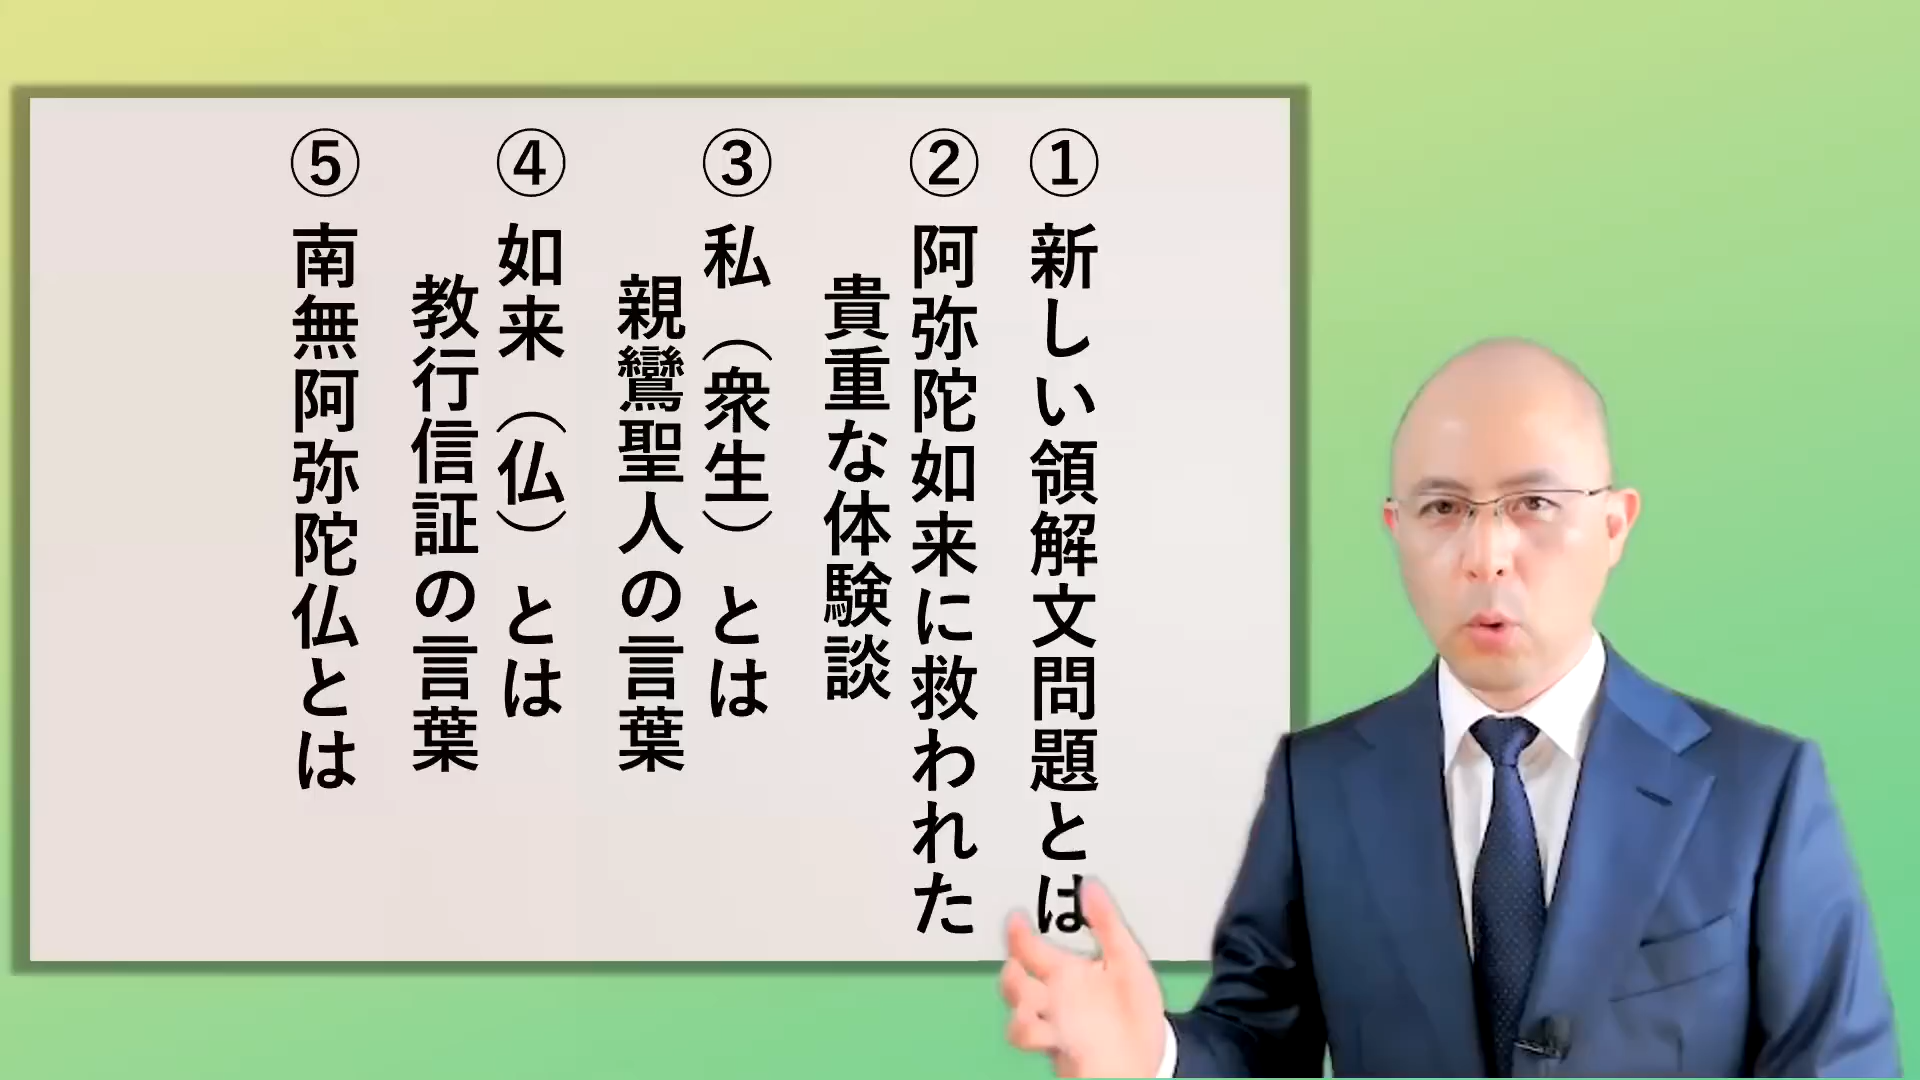 ① 新しい領解文問題とは
② 阿弥陀如来に救われた
貴重な体験談
③ 私（衆生）とは
親鸞聖人の言葉
④ 如来（仏）とは
教行信証の言葉
⑤ 南無阿弥陀仏とは